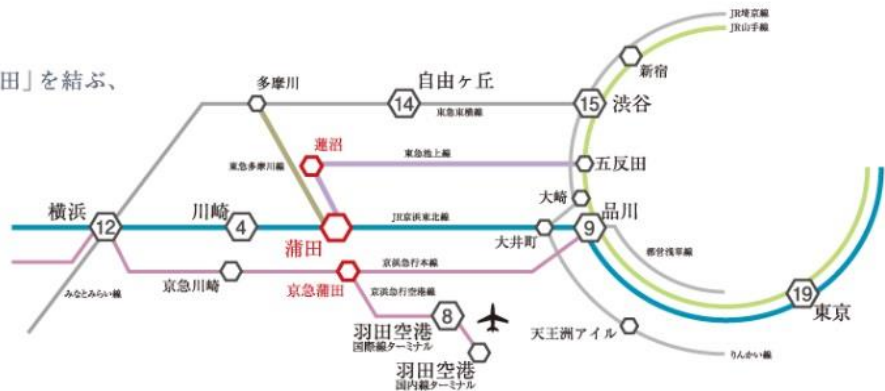 JR埼京線
JR山手線
田」を結ぶ、
新宿
多摩川
自由ヶ丘
14
東急東横線
15
渋谷
蓮沼
東急池上線
五反田
東急多摩川線
大崎
横浜
12
川崎
4
蒲田
JR京浜東北線
大井町
品川
9
都営浅草線
京浜急行本線
みなとみらい線
京急川崎
京急蒲田
京浜急行空港線
8
19
東京
羽田空港
国際線ターミナル
天王洲アイル
羽田空港
国内線ターミナル
りんかい線